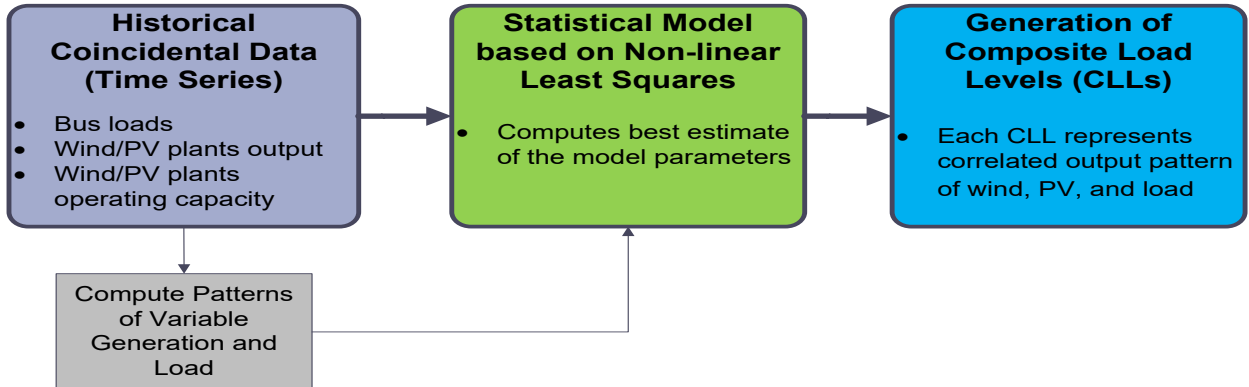 Historical
Coincidental Data
(Time Series)
• Bus loads
• Wind/PV plants output
• Wind/PV plants
operating capacity
Statistical Model
based on Non-linear
Least Squares
• Computes best estimate
of the model parameters
Generation of
Composite Load
Levels (CLLs)
• Each CLL represents
correlated output pattern
of wind, PV, and load
Compute Patterns
of Variable
Generation and
Load